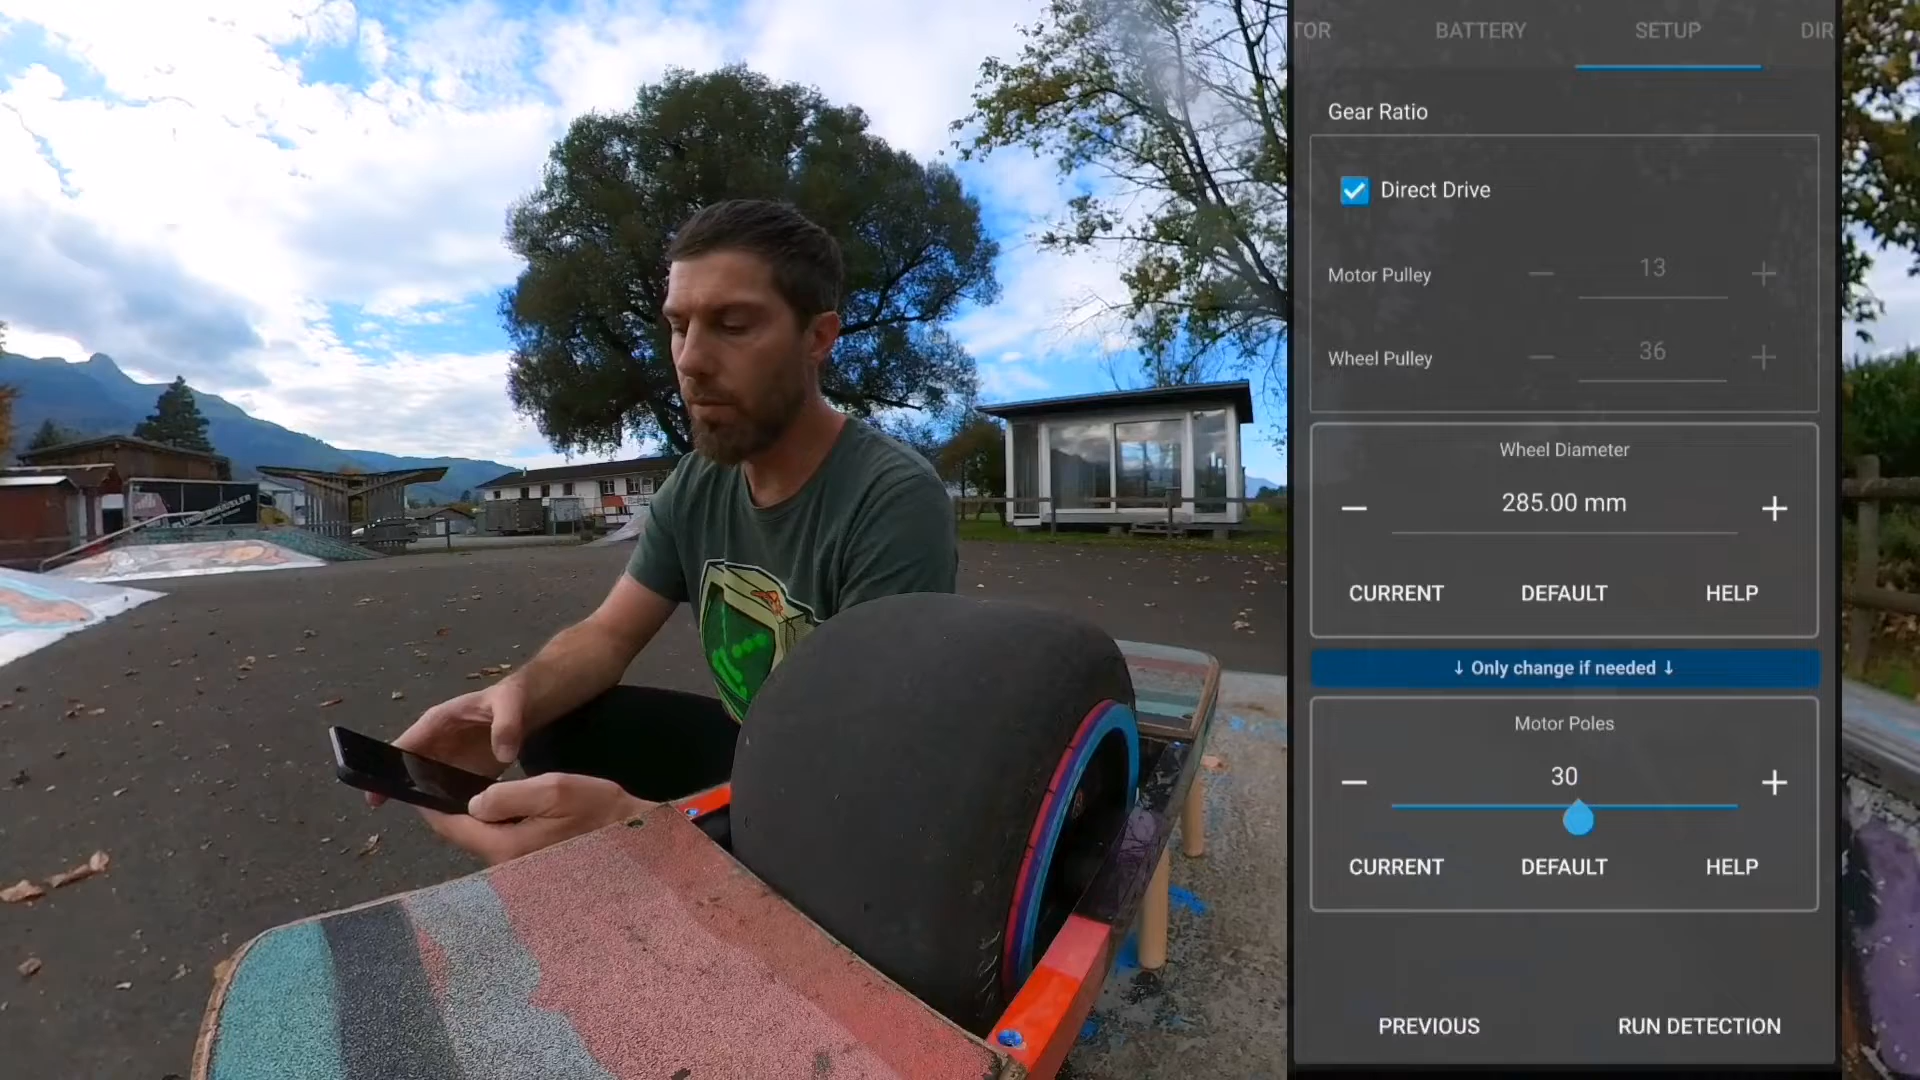 TOR BATTERY SETUP DIR
Gear Ratio
Direct Drive
Motor Pulley − 13 +
Wheel Pulley − 36 +
Wheel Diameter
− 285.00 mm +
CURRENT DEFAULT HELP
↓ Only change if needed ↓
Motor Poles
− 30 +
CURRENT DEFAULT HELP
PREVIOUS RUN DETECTION